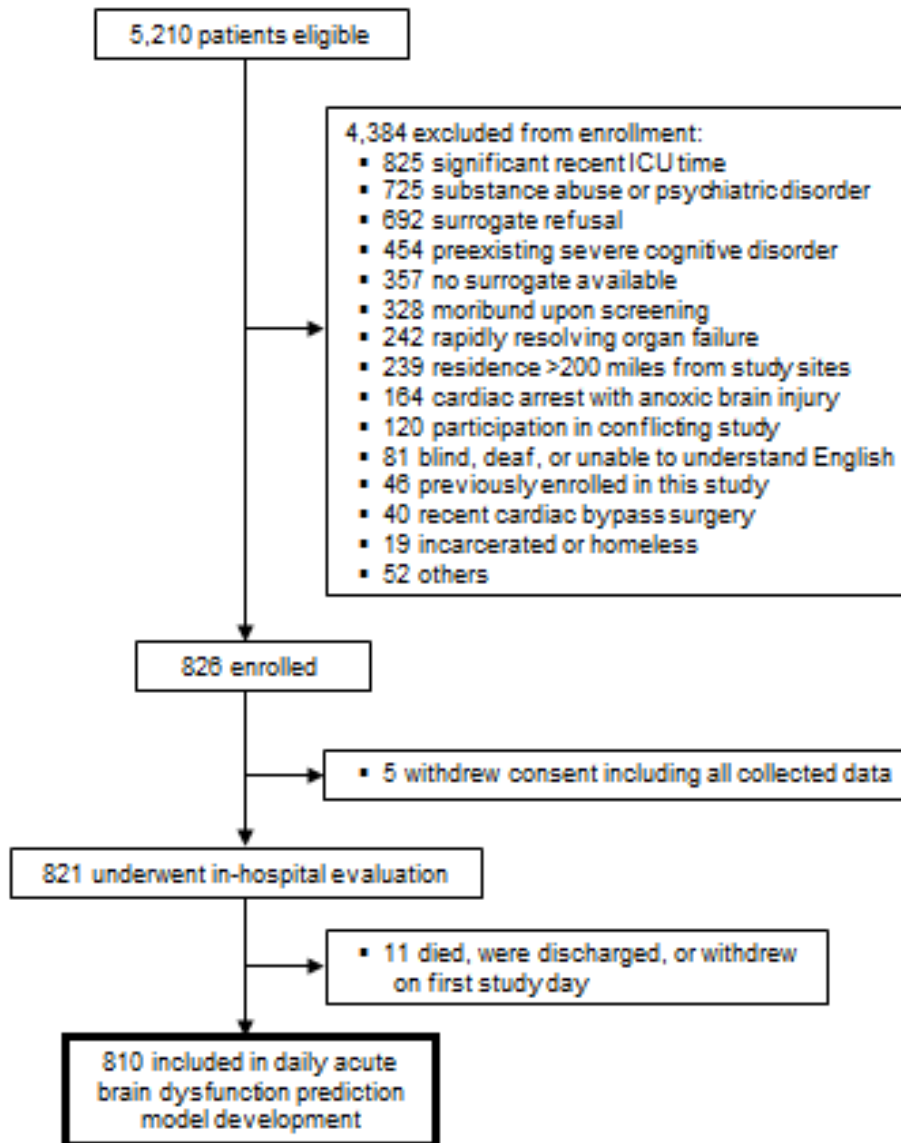 5,210 patients eligible
4,384 excluded from enrollment:
▪ 825 significant recent ICU time
▪ 725 substance abuse or psychiatric disorder
▪ 692 surrogate refusal
▪ 454 preexisting severe cognitive disorder
▪ 357 no surrogate available
▪ 328 moribund upon screening
▪ 242 rapidly resolving organ failure
▪ 239 residence >200 miles from study sites
▪ 164 cardiac arrest with anoxic brain injury
▪ 120 participation in conflicting study
▪ 81 blind, deaf, or unable to understand English
▪ 46 previously enrolled in this study
▪ 40 recent cardiac bypass surgery
▪ 19 incarcerated or homeless
▪ 52 others
826 enrolled
▪ 5 withdrew consent including all collected data
821 underwent in-hospital evaluation
▪ 11 died, were discharged, or withdrew
on first study day
810 included in daily acute
brain dysfunction prediction
model development